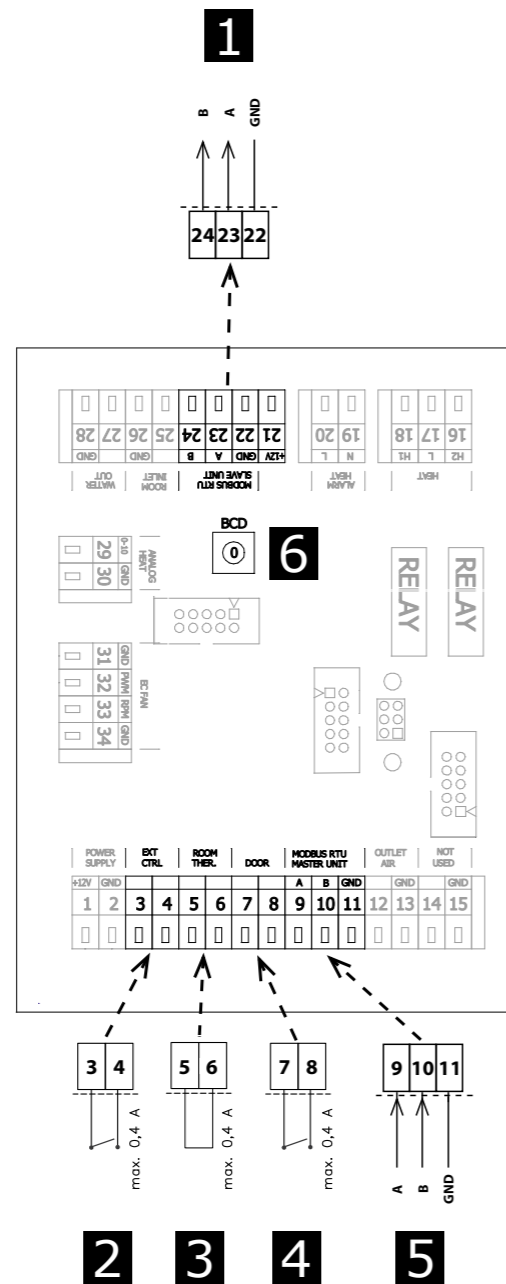 1
B A GND
24 23 22
28 27 26 25 24 23 22 21 20 19 18 17 16
GND GND B A GND +12V L N H1 L H2
WATER OUT
ROOM INLET
MODBUS RTU SLAVE UNIT
ALARM HEAT
HEAT
BCD
0
6
29 0-10
30 GND
ANALOG HEAT
RELAY RELAY
31 GND
32 PWM
33 RPM
34 GND
EC FAN
POWER SUPPLY
EXT CTRL
ROOM THER.
DOOR
MODBUS RTU MASTER UNIT
OUTLET AIR
NOT USED
+12V GND A B GND GND GND
1 2 3 4 5 6 7 8 9 10 11 12 13 14 15
3 4
max. 0,4 A
5 6
max. 0,4 A
7 8
max. 0,4 A
9 10 11
A B GND
2 3 4 5